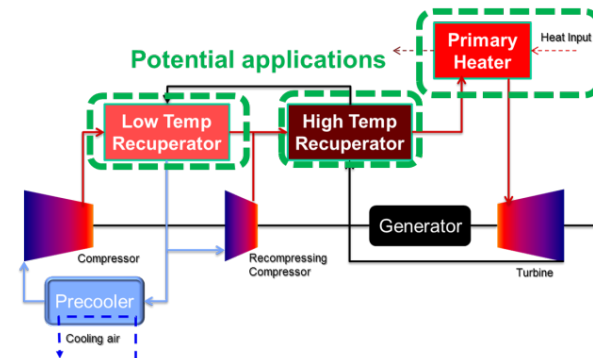 Primary
Heater
Heat Input
Potential applications
Low Temp
Recuperator
High Temp
Recuperator
Generator
Compressor
Recompressing
Compressor
Turbine
Precooler
Cooling air